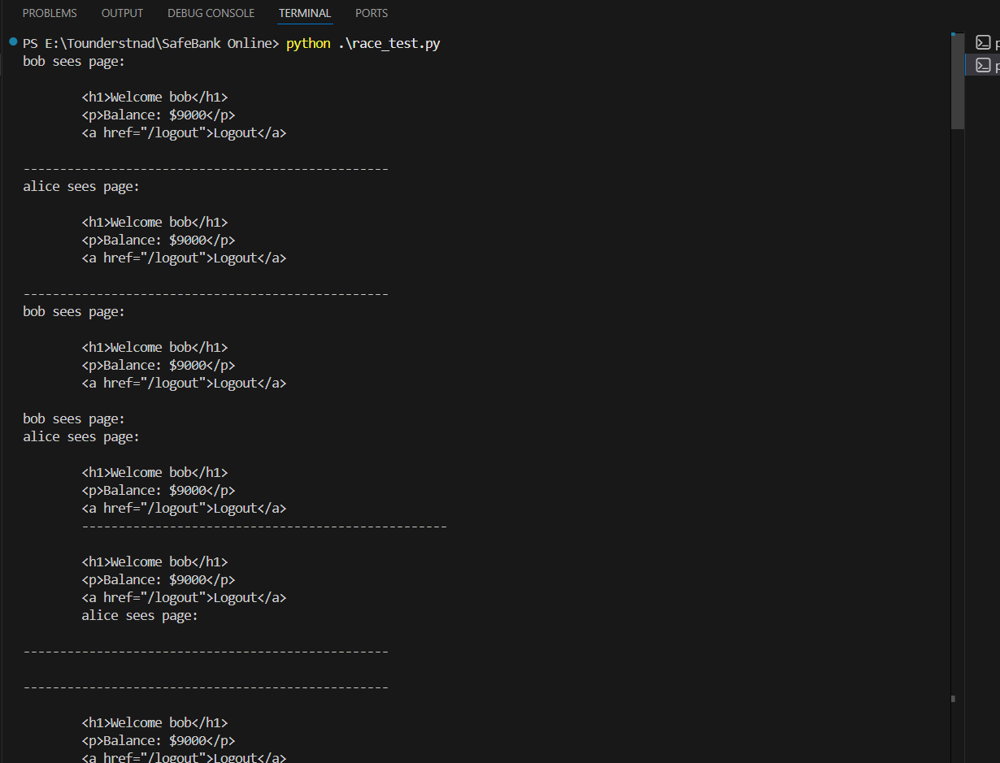 PROBLEMS OUTPUT DEBUG CONSOLE TERMINAL PORTS
PS E:\Tounderstnad\SafeBank Online> python .\race_test.py
bob sees page:
<h1>Welcome bob</h1>
<p>Balance: $9000</p>
<a href="/logout">Logout</a>
--------------------------------------------------
alice sees page:
<h1>Welcome bob</h1>
<p>Balance: $9000</p>
<a href="/logout">Logout</a>
--------------------------------------------------
bob sees page:
<h1>Welcome bob</h1>
<p>Balance: $9000</p>
<a href="/logout">Logout</a>
bob sees page:
alice sees page:
<h1>Welcome bob</h1>
<p>Balance: $9000</p>
<a href="/logout">Logout</a>
--------------------------------------------------
<h1>Welcome bob</h1>
<p>Balance: $9000</p>
<a href="/logout">Logout</a>
alice sees page:
--------------------------------------------------
--------------------------------------------------
<h1>Welcome bob</h1>
<p>Balance: $9000</p>
<a href="/logout">Logout</a>